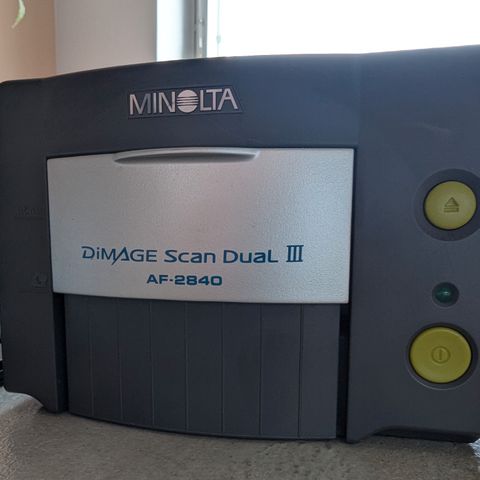 MINOLTA
DiMAGE Scan Dual III
AF-2840